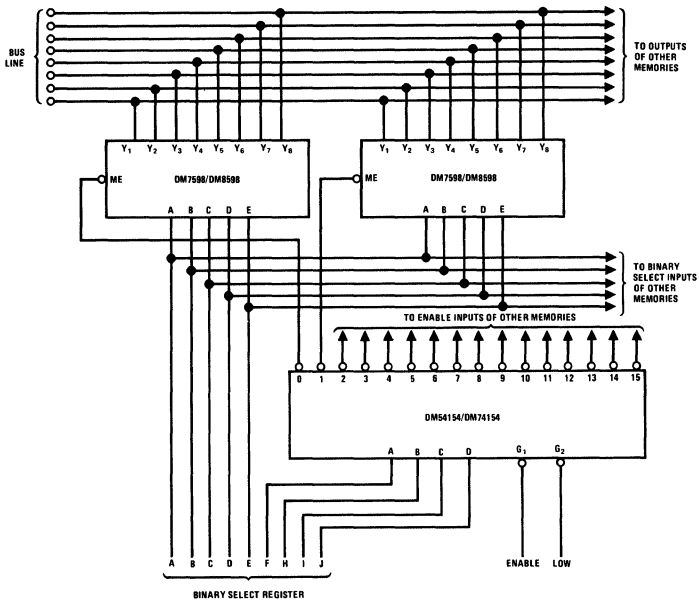 BUS
LINE
TO OUTPUTS
OF OTHER
MEMORIES
Y1 Y2 Y3 Y4 Y5 Y6 Y7 Y8
ME
DM7598/DM8598
A B C D E
Y1 Y2 Y3 Y4 Y5 Y6 Y7 Y8
ME
DM7598/DM8598
A B C D E
TO BINARY
SELECT INPUTS
OF OTHER
MEMORIES
TO ENABLE INPUTS OF OTHER MEMORIES
0 1 2 3 4 5 6 7 8 9 10 11 12 13 14 15
DM54154/DM74154
A B C D G1 G2
A B C D E F H I J ENABLE LOW
BINARY SELECT REGISTER